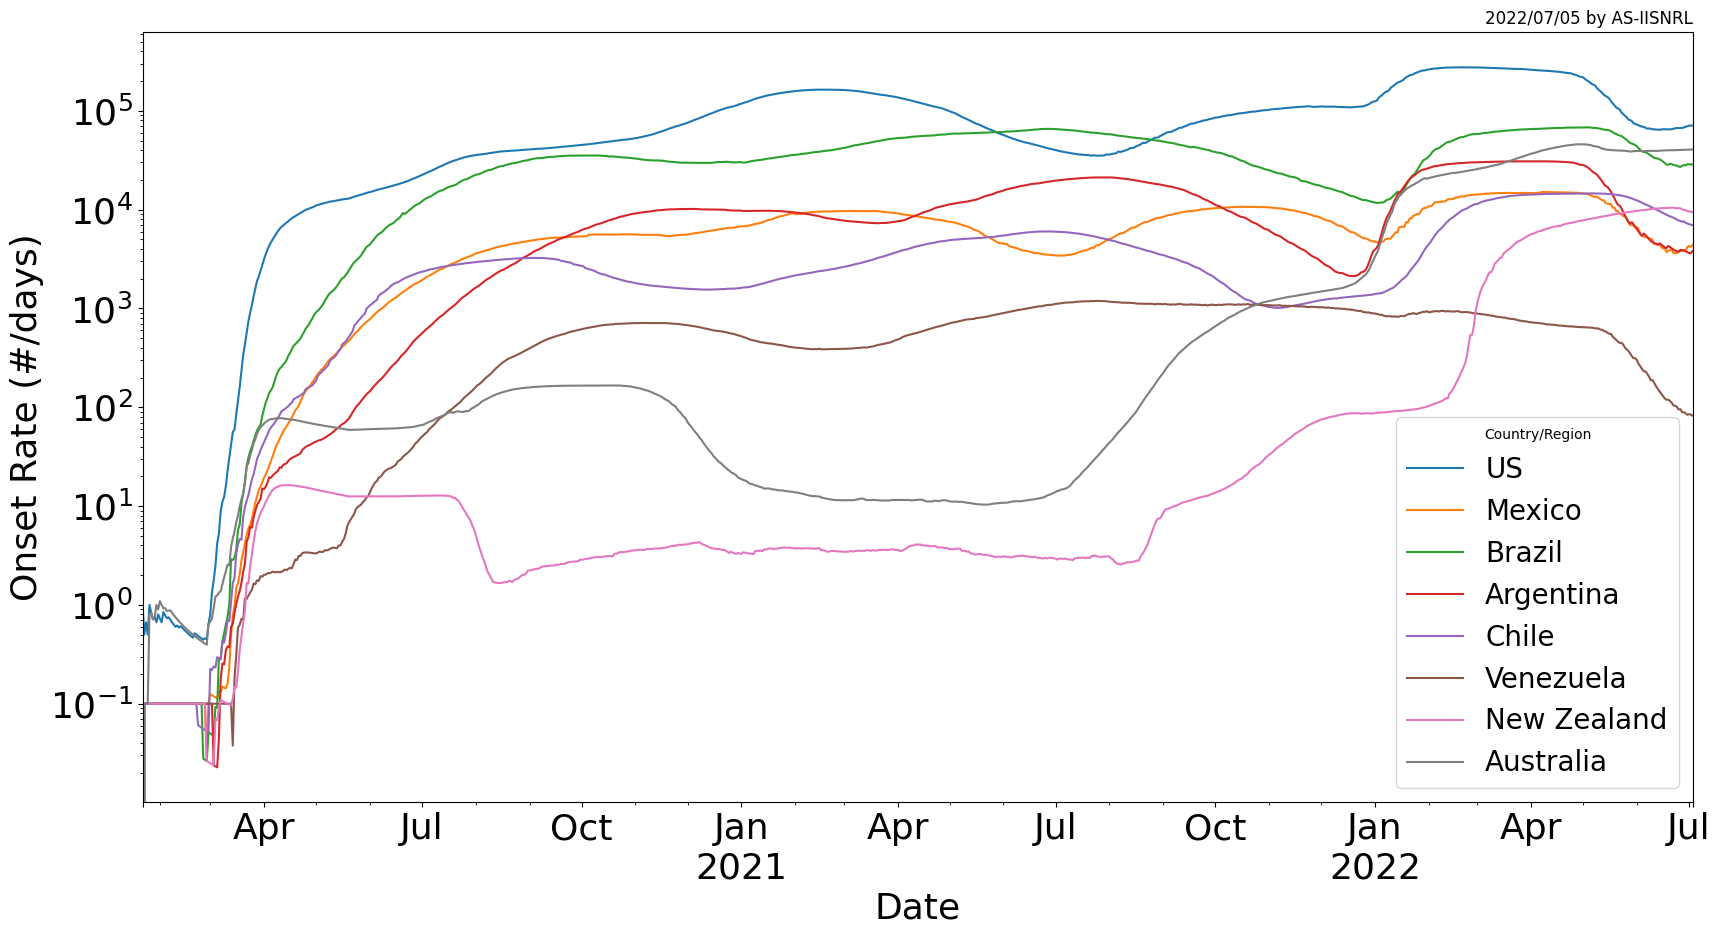 2022/07/05 by AS-IISNRL
Onset Rate (#/days)
10^5
10^4
10^3
10^2
10^1
10^0
10^−1
Country/Region
US
Mexico
Brazil
Argentina
Chile
Venezuela
New Zealand
Australia
Apr Jul Oct Jan Apr Jul Oct Jan Apr Jul
2021 2022
Date